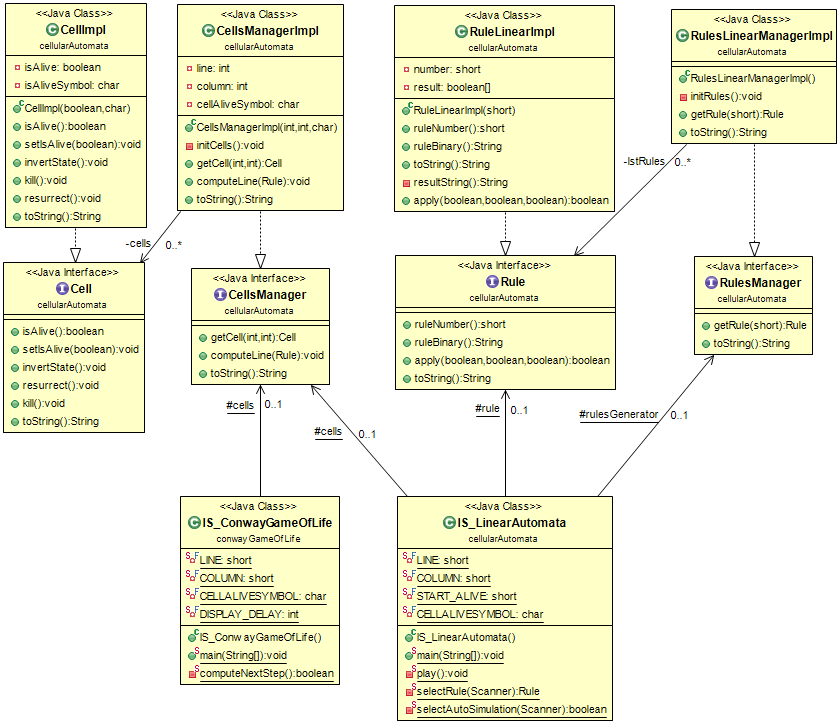 <<Java Class>>
CellImpl
cellularAutomata
isAlive: boolean
isAliveSymbol: char
CellImpl(boolean,char)
isAlive():boolean
setIsAlive(boolean):void
invertState():void
kill():void
resurrect():void
toString():String
<<Java Class>>
CellsManagerImpl
cellularAutomata
line: int
column: int
cellAliveSymbol: char
CellsManagerImpl(int,int,char)
initCells():void
getCell(int,int):Cell
computeLine(Rule):void
toString():String
<<Java Class>>
RuleLinearImpl
cellularAutomata
number: short
result: boolean[]
RuleLinearImpl(short)
ruleNumber():short
ruleBinary():String
toString():String
resultString():String
apply(boolean,boolean,boolean):boolean
<<Java Class>>
RulesLinearManagerImpl
cellularAutomata
RulesLinearManagerImpl()
initRules():void
getRule(short):Rule
toString():String
-cells
0..*
-lstRules
0..*
<<Java Interface>>
Cell
cellularAutomata
isAlive():boolean
setIsAlive(boolean):void
invertState():void
resurrect():void
kill():void
toString():String
<<Java Interface>>
CellsManager
cellularAutomata
getCell(int,int):Cell
computeLine(Rule):void
toString():String
<<Java Interface>>
Rule
cellularAutomata
ruleNumber():short
ruleBinary():String
apply(boolean,boolean,boolean):boolean
toString():String
<<Java Interface>>
RulesManager
cellularAutomata
getRule(short):Rule
toString():String
#cells
0..1
#cells
0..1
#rule
0..1
#rulesGenerator
0..1
<<Java Class>>
IS_ConwayGameOfLife
conwayGameOfLife
LINE: short
COLUMN: short
CELLALIVESYMBOL: char
DISPLAY_DELAY: int
IS_ConwayGameOfLife()
main(String[]):void
computeNextStep():boolean
<<Java Class>>
IS_LinearAutomata
cellularAutomata
LINE: short
COLUMN: short
START_ALIVE: short
CELLALIVESYMBOL: char
IS_LinearAutomata()
main(String[]):void
play():void
selectRule(Scanner):Rule
selectAutoSimulation(Scanner):boolean